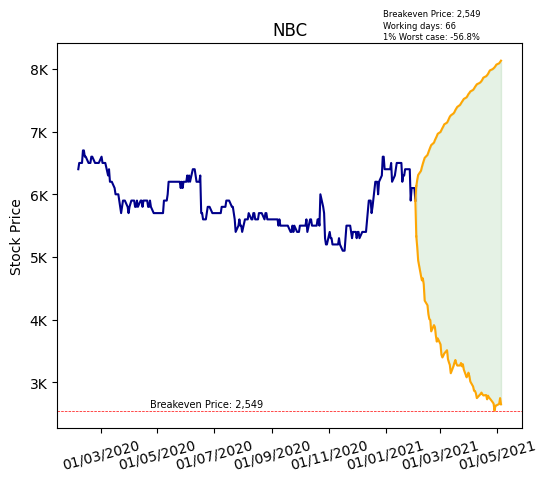 Breakeven Price: 2,549
Working days: 66
1% Worst case: -56.8%
NBC
8K
7K
6K
5K
4K
3K
Stock Price
Breakeven Price: 2,549
01/03/2020
01/05/2020
01/07/2020
01/09/2020
01/11/2020
01/01/2021
01/03/2021
01/05/2021